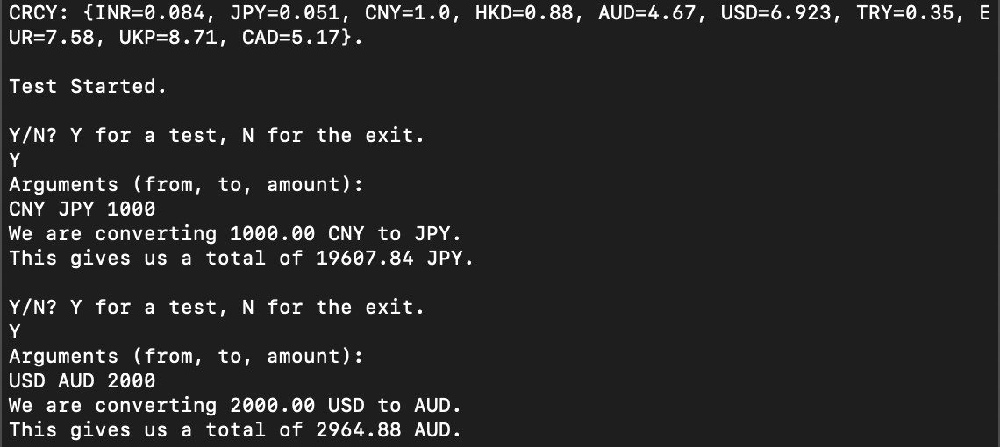 CRCY: {INR=0.084, JPY=0.051, CNY=1.0, HKD=0.88, AUD=4.67, USD=6.923, TRY=0.35, E
UR=7.58, UKP=8.71, CAD=5.17}.
Test Started.
Y/N? Y for a test, N for the exit.
Y
Arguments (from, to, amount):
CNY JPY 1000
We are converting 1000.00 CNY to JPY.
This gives us a total of 19607.84 JPY.
Y/N? Y for a test, N for the exit.
Y
Arguments (from, to, amount):
USD AUD 2000
We are converting 2000.00 USD to AUD.
This gives us a total of 2964.88 AUD.